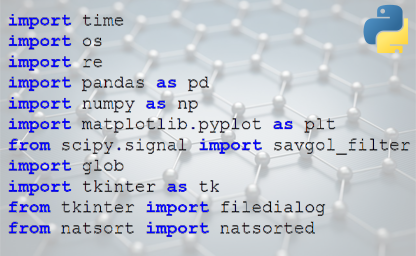 import time
import os
import re
import pandas as pd
import numpy as np
import matplotlib.pyplot as plt
from scipy.signal import savgol_filter
import glob
import tkinter as tk
from tkinter import filedialog
from natsort import natsorted